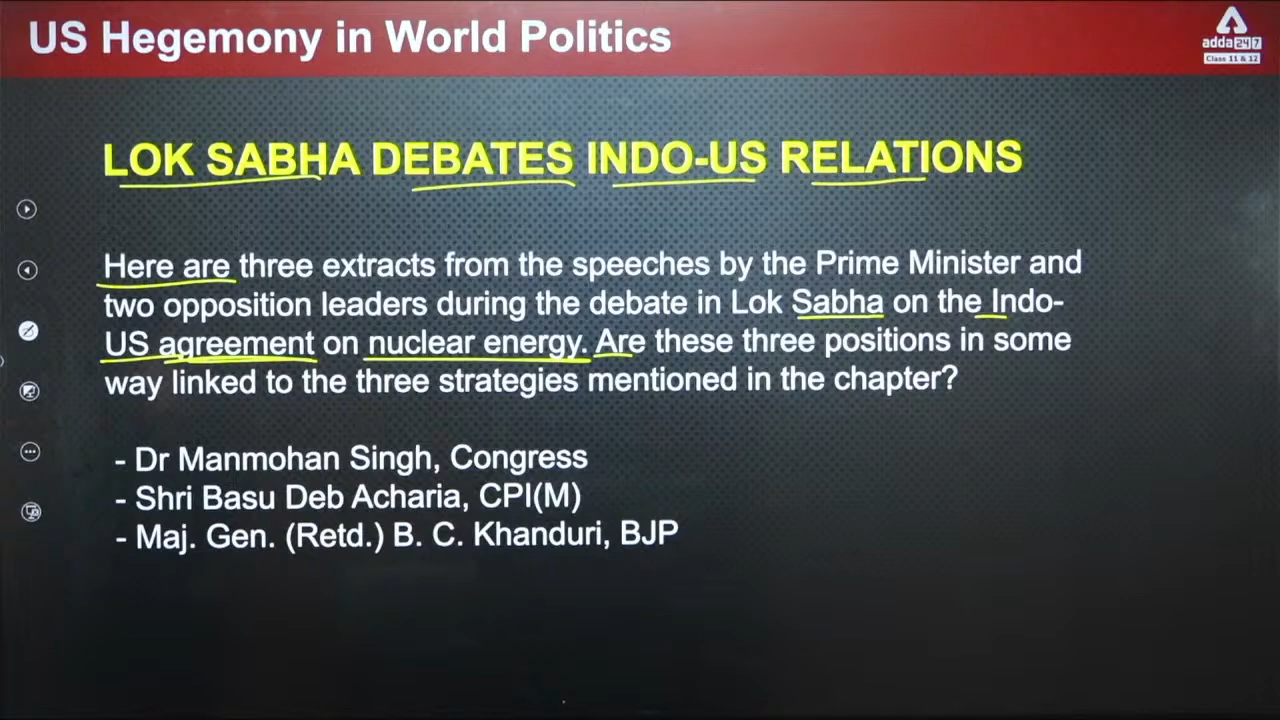 US Hegemony in World Politics
adda247
Class 11 & 12
LOK SABHA DEBATES INDO-US RELATIONS
Here are three extracts from the speeches by the Prime Minister and
two opposition leaders during the debate in Lok Sabha on the Indo-
US agreement on nuclear energy. Are these three positions in some
way linked to the three strategies mentioned in the chapter?
- Dr Manmohan Singh, Congress
- Shri Basu Deb Acharia, CPI(M)
- Maj. Gen. (Retd.) B. C. Khanduri, BJP